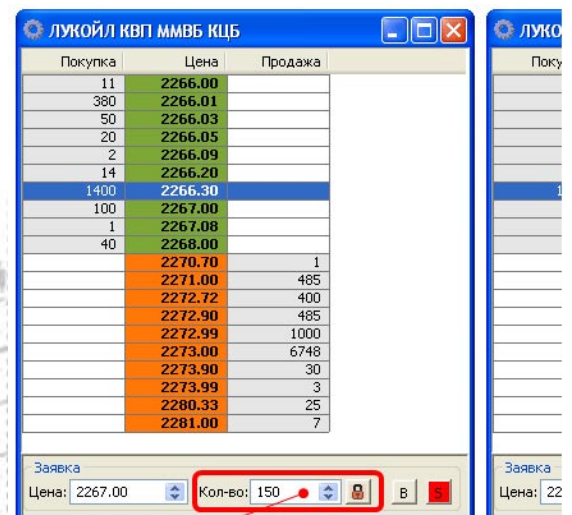 ЛУКОЙЛ КВП ММВБ КЦБ
Покупка Цена Продажа
11 2266.00
380 2266.01
50 2266.03
20 2266.05
2 2266.09
14 2266.20
1400 2266.30
100 2267.00
1 2267.08
40 2268.00
2270.70 1
2271.00 485
2272.72 400
2272.90 485
2272.99 1000
2273.00 6748
2273.90 30
2273.99 3
2280.33 25
2281.00 7
Заявка
Цена: 2267.00 Кол-во: 150 B S
ЛУКО
Поку
1
Заявка
Цена: 22